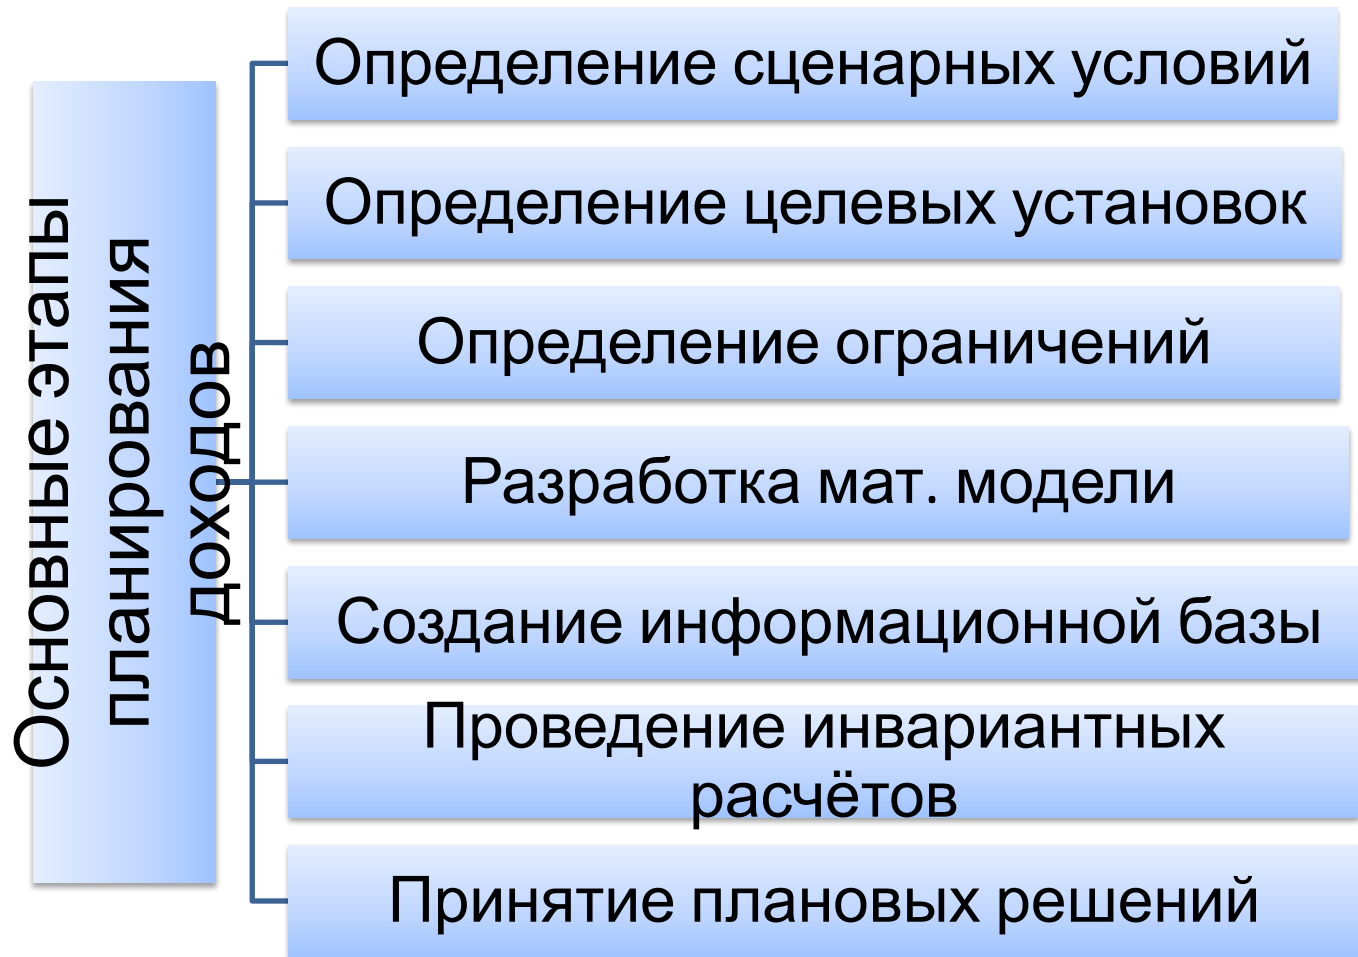 Основные этапы
планирования
доходов
Определение сценарных условий
Определение целевых установок
Определение ограничений
Разработка мат. модели
Создание информационной базы
Проведение инвариантных
расчётов
Принятие плановых решений